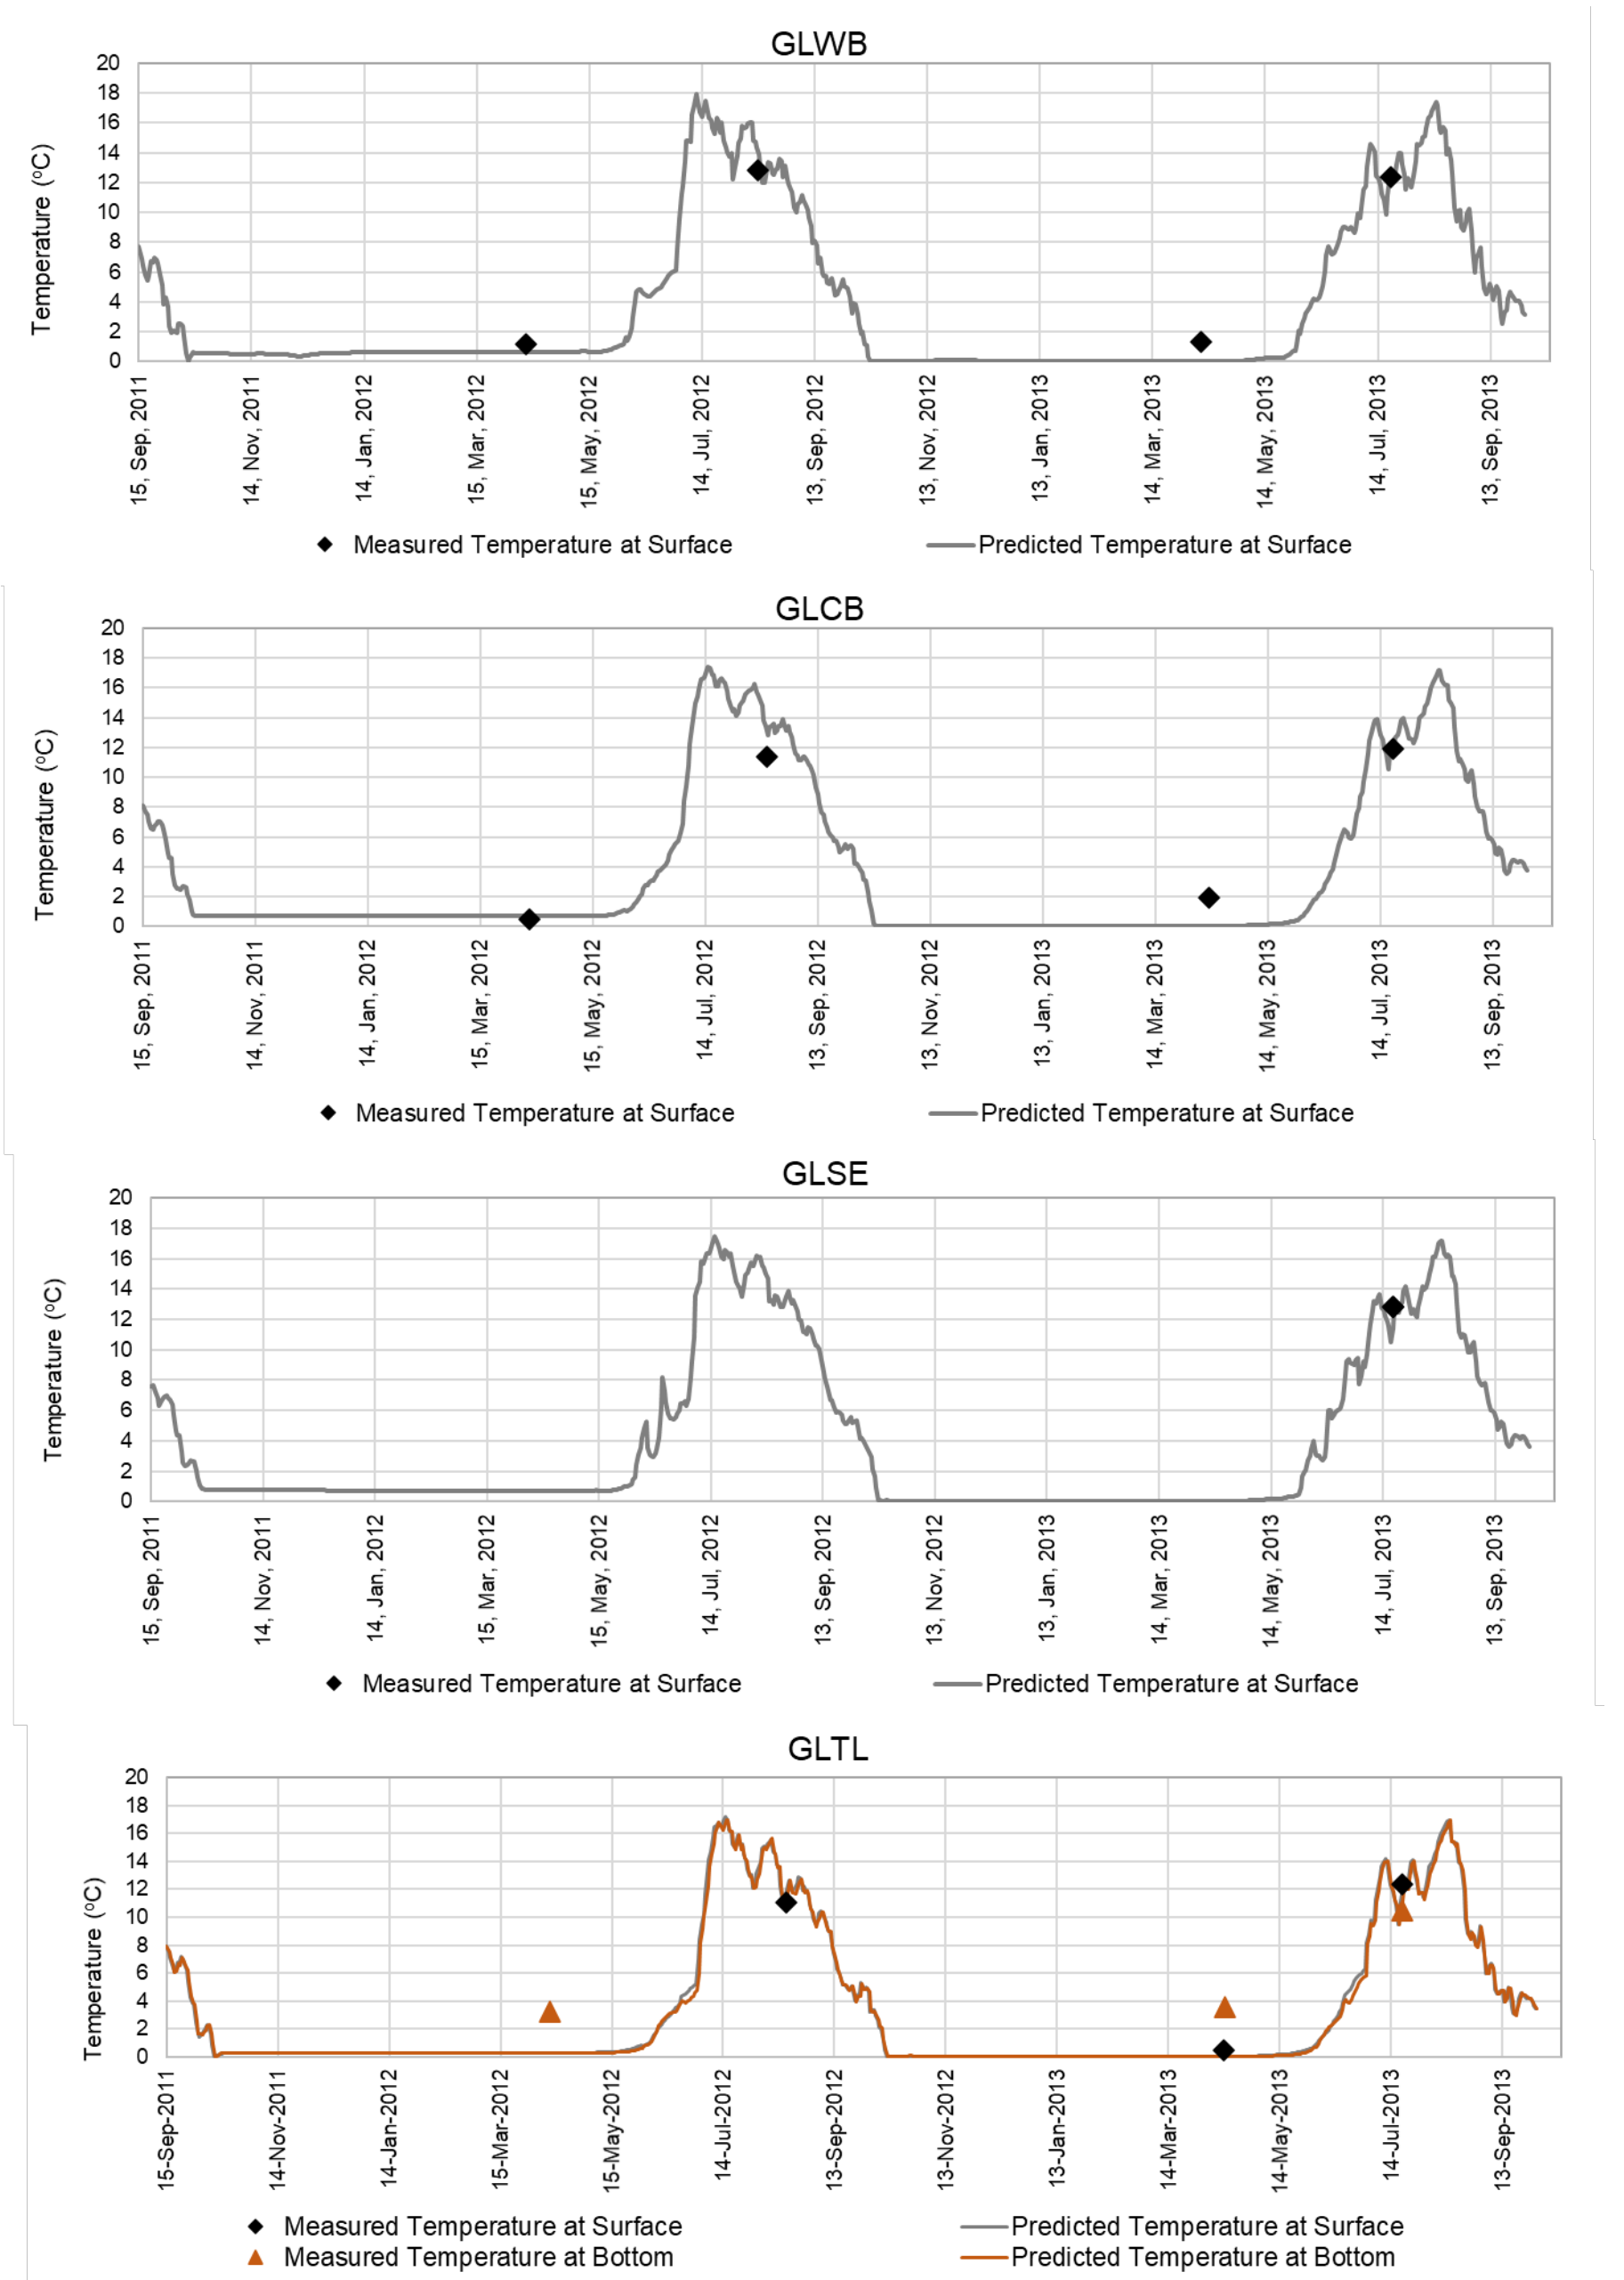 GLWB
Temperature (°C)
20
18
16
14
12
10
8
6
4
2
0
15, Sep, 2011
14, Nov, 2011
14, Jan, 2012
15, Mar, 2012
15, May, 2012
14, Jul, 2012
13, Sep, 2012
13, Nov, 2012
13, Jan, 2013
14, Mar, 2013
14, May, 2013
14, Jul, 2013
13, Sep, 2013
Measured Temperature at Surface
Predicted Temperature at Surface
GLCB
Temperature (°C)
20
18
16
14
12
10
8
6
4
2
0
15, Sep, 2011
14, Nov, 2011
14, Jan, 2012
15, Mar, 2012
15, May, 2012
14, Jul, 2012
13, Sep, 2012
13, Nov, 2012
13, Jan, 2013
14, Mar, 2013
14, May, 2013
14, Jul, 2013
13, Sep, 2013
Measured Temperature at Surface
Predicted Temperature at Surface
GLSE
Temperature (°C)
20
18
16
14
12
10
8
6
4
2
0
15, Sep, 2011
14, Nov, 2011
14, Jan, 2012
15, Mar, 2012
15, May, 2012
14, Jul, 2012
13, Sep, 2012
13, Nov, 2012
13, Jan, 2013
14, Mar, 2013
14, May, 2013
14, Jul, 2013
13, Sep, 2013
Measured Temperature at Surface
Predicted Temperature at Surface
GLTL
Temperature (°C)
20
18
16
14
12
10
8
6
4
2
0
15-Sep-2011
14-Nov-2011
14-Jan-2012
15-Mar-2012
15-May-2012
14-Jul-2012
13-Sep-2012
13-Nov-2012
13-Jan-2013
14-Mar-2013
14-May-2013
14-Jul-2013
13-Sep-2013
Measured Temperature at Surface
Predicted Temperature at Surface
Measured Temperature at Bottom
Predicted Temperature at Bottom